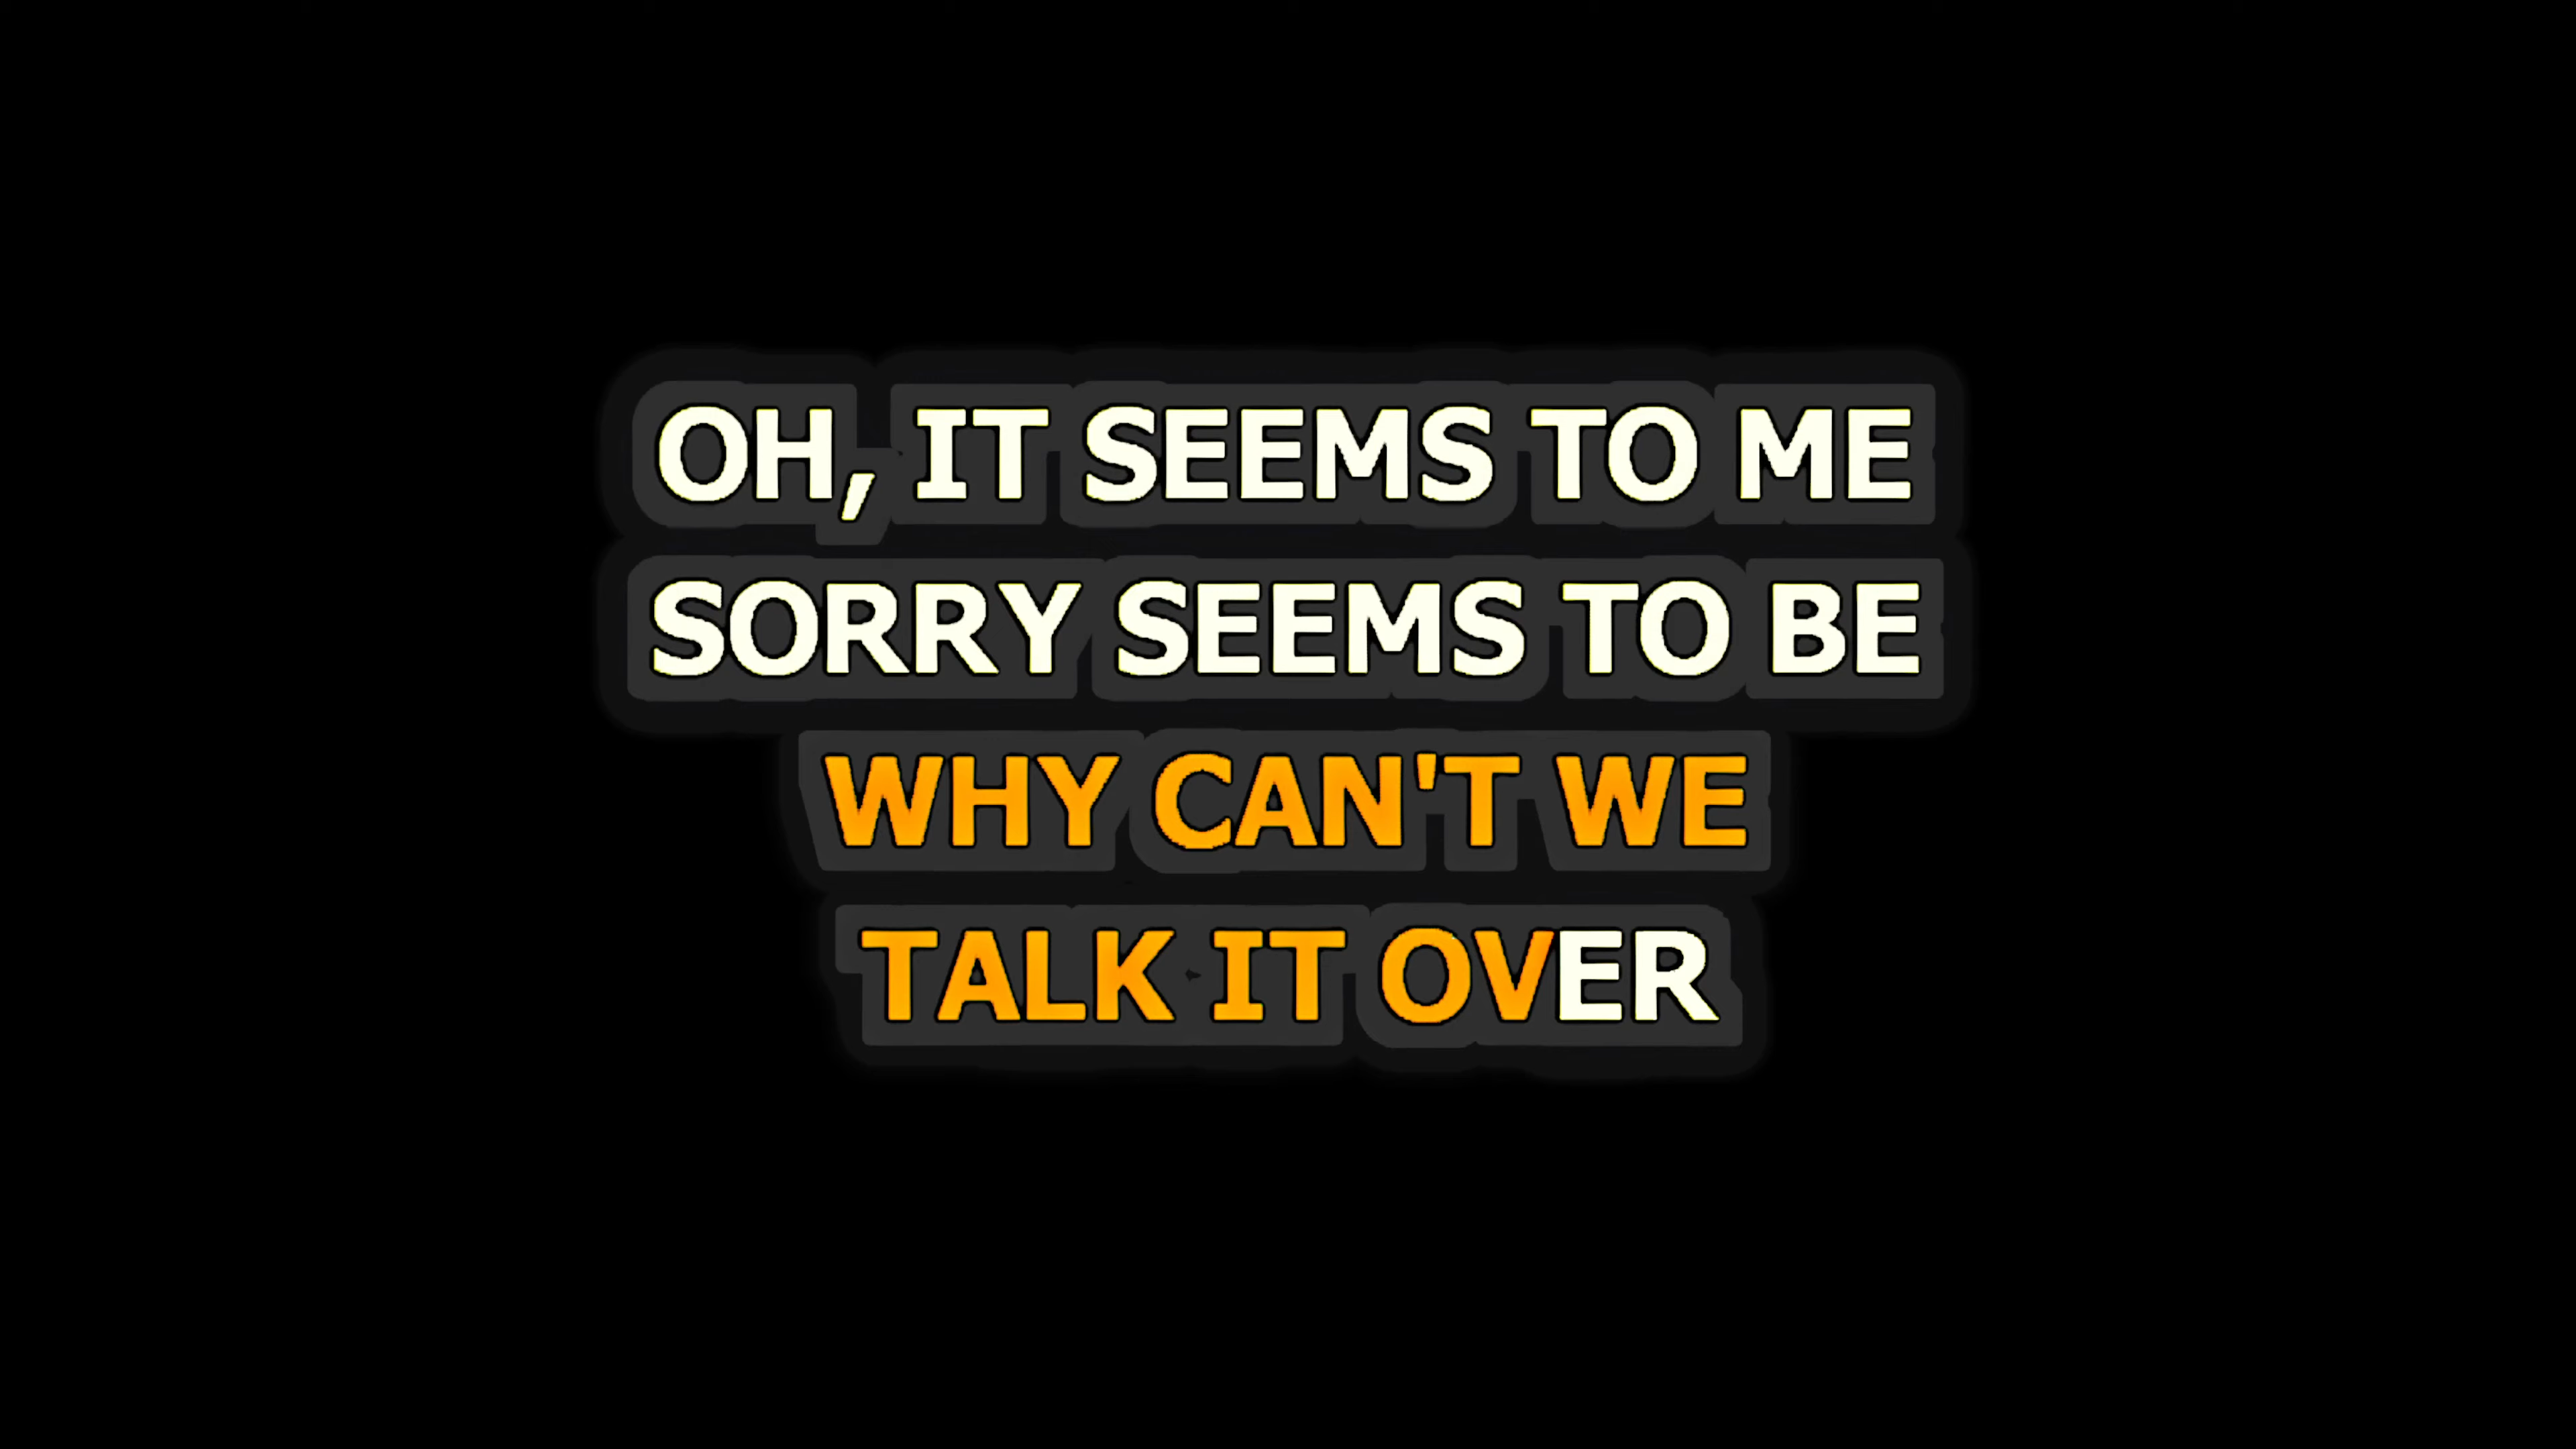 OH, IT SEEMS TO ME
SORRY SEEMS TO BE
WHY CAN'T WE
TALK IT OVER